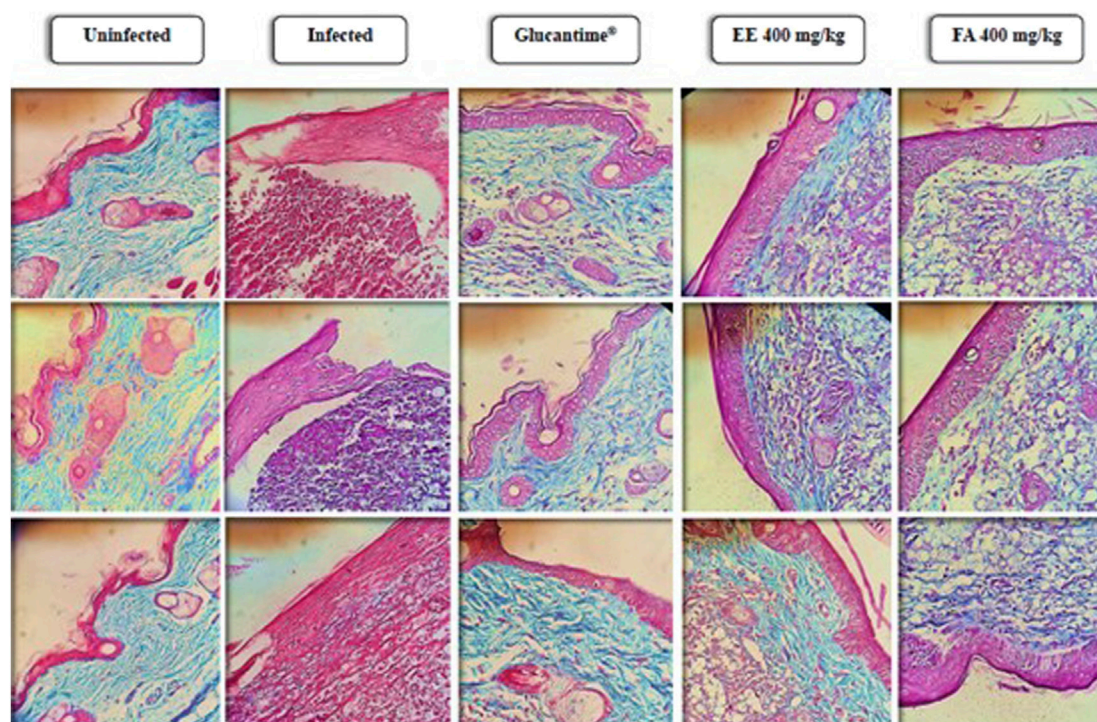 Uninfected
Infected
Glucantime®
EE 400 mg/kg
FA 400 mg/kg